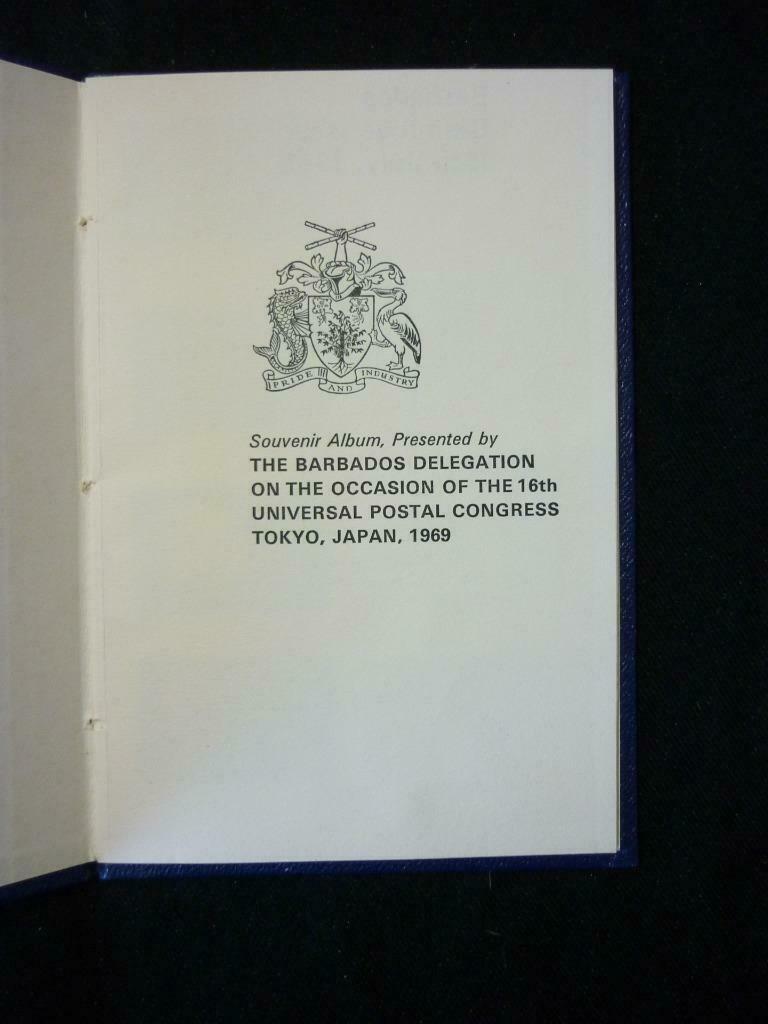 PRIDE AND INDUSTRY
Souvenir Album, Presented by
THE BARBADOS DELEGATION
ON THE OCCASION OF THE 16th
UNIVERSAL POSTAL CONGRESS
TOKYO, JAPAN, 1969